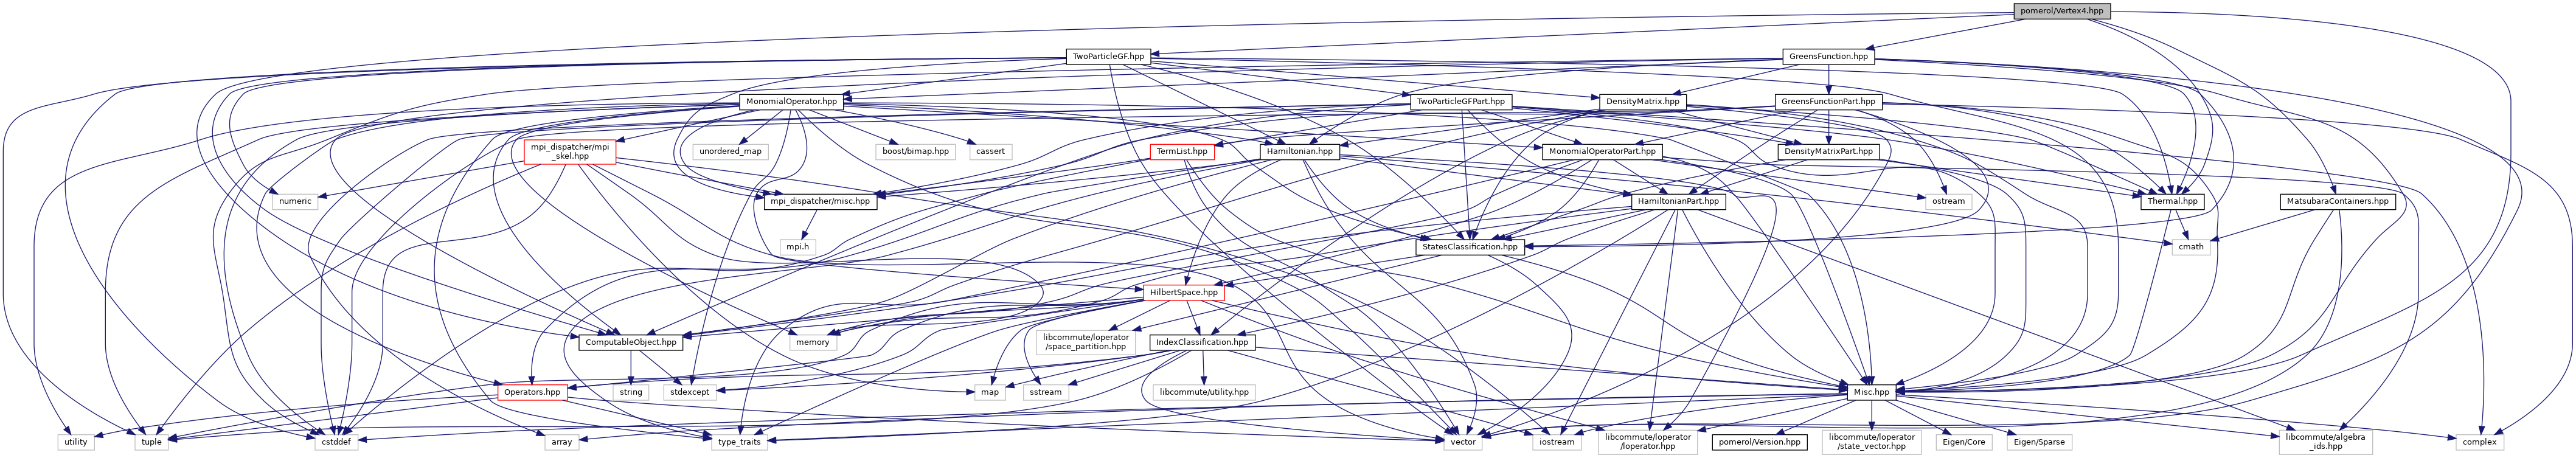 pomerol/Vertex4.hpp
TwoParticleGF.hpp
GreensFunction.hpp
MonomialOperator.hpp
TwoParticleGFPart.hpp
DensityMatrix.hpp
GreensFunctionPart.hpp
mpi_dispatcher/mpi
_skel.hpp
unordered_map
boost/bimap.hpp
cassert
TermList.hpp
Hamiltonian.hpp
MonomialOperatorPart.hpp
DensityMatrixPart.hpp
numeric
mpi_dispatcher/misc.hpp
HamiltonianPart.hpp
ostream
Thermal.hpp
MatsubaraContainers.hpp
mpi.h
StatesClassification.hpp
cmath
HilbertSpace.hpp
ComputableObject.hpp
memory
libcommute/loperator
/space_partition.hpp
IndexClassification.hpp
Operators.hpp
string
stdexcept
map
sstream
libcommute/utility.hpp
Misc.hpp
utility
tuple
cstddef
array
type_traits
vector
iostream
libcommute/loperator
/loperator.hpp
pomerol/Version.hpp
libcommute/loperator
/state_vector.hpp
Eigen/Core
Eigen/Sparse
libcommute/algebra
_ids.hpp
complex